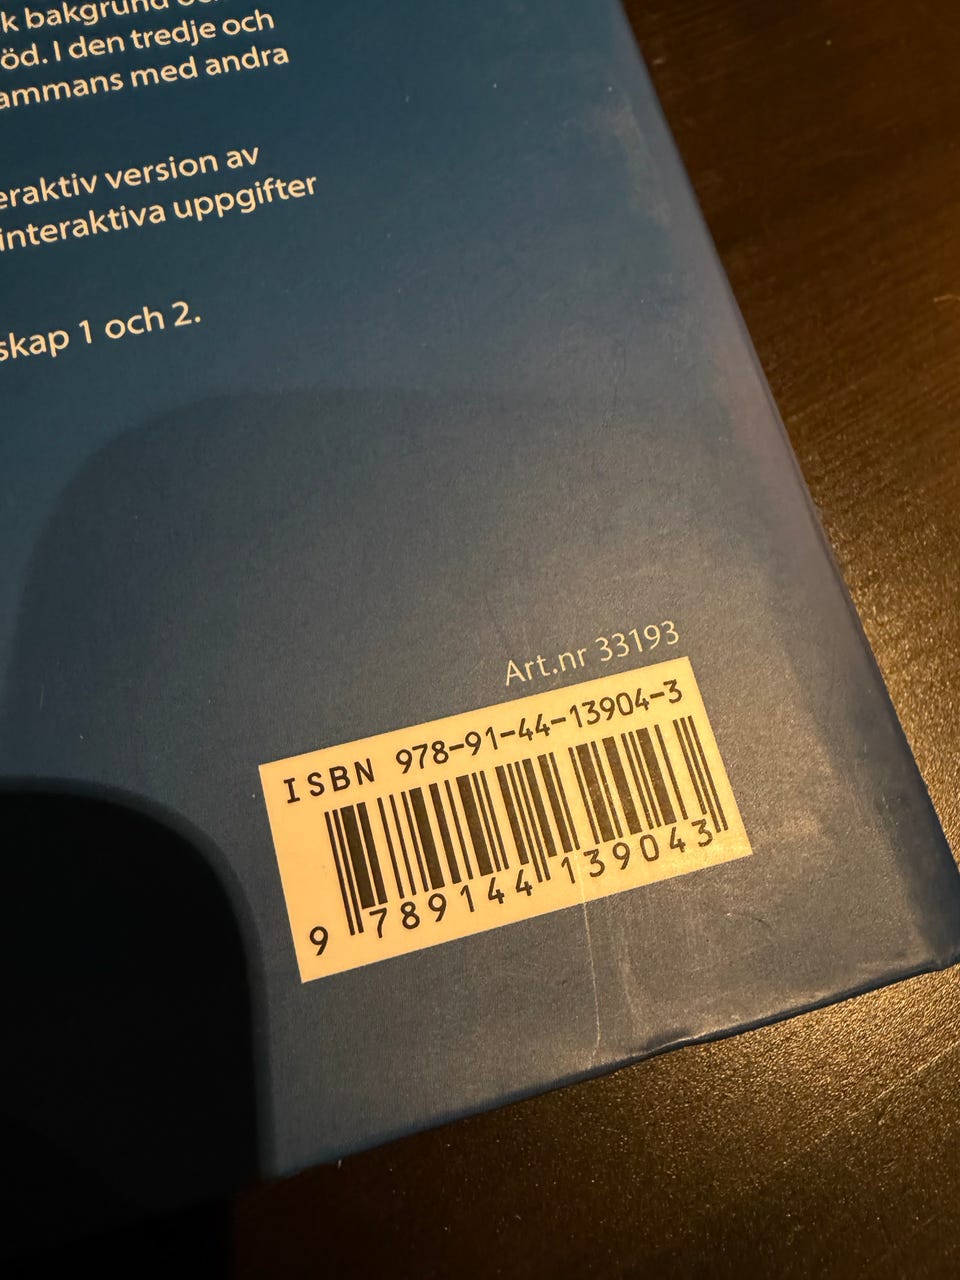 k bakgrund
öd. I den tredje och
ammans med andra
eraktiv version av
interaktiva uppgifter
skap 1 och 2.
Art.nr 33193
ISBN 978-91-44-13904-3
9 789144 139043